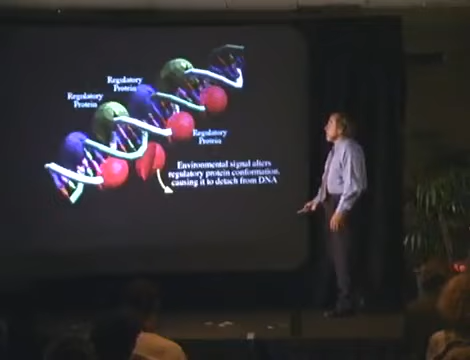 Regulatory
Protein
Regulatory
Protein
Regulatory
Protein
Environmental signal alters
regulatory protein conformation,
causing it to detach from DNA